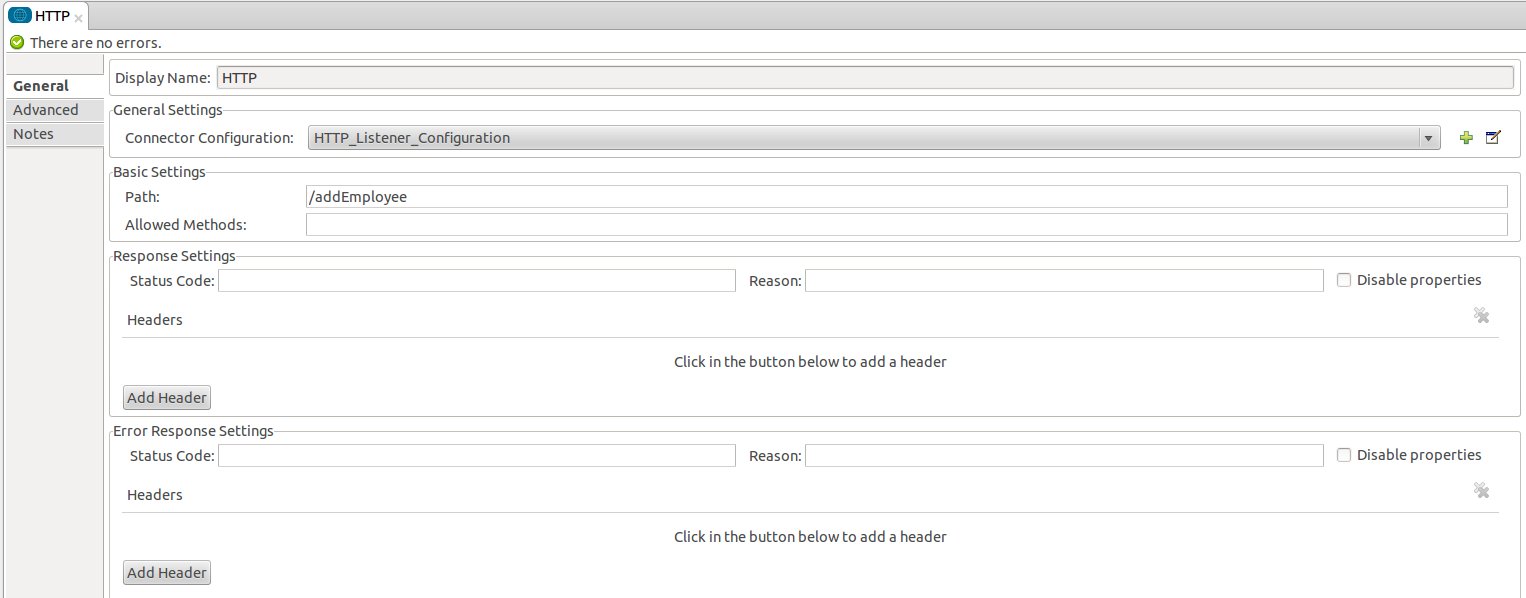 HTTP
There are no errors.
General
Advanced
Notes
Display Name: HTTP
General Settings
Connector Configuration: HTTP_Listener_Configuration
Basic Settings
Path: /addEmployee
Allowed Methods:
Response Settings
Status Code: Reason: Disable properties
Headers
Click in the button below to add a header
Add Header
Error Response Settings
Status Code: Reason: Disable properties
Headers
Click in the button below to add a header
Add Header